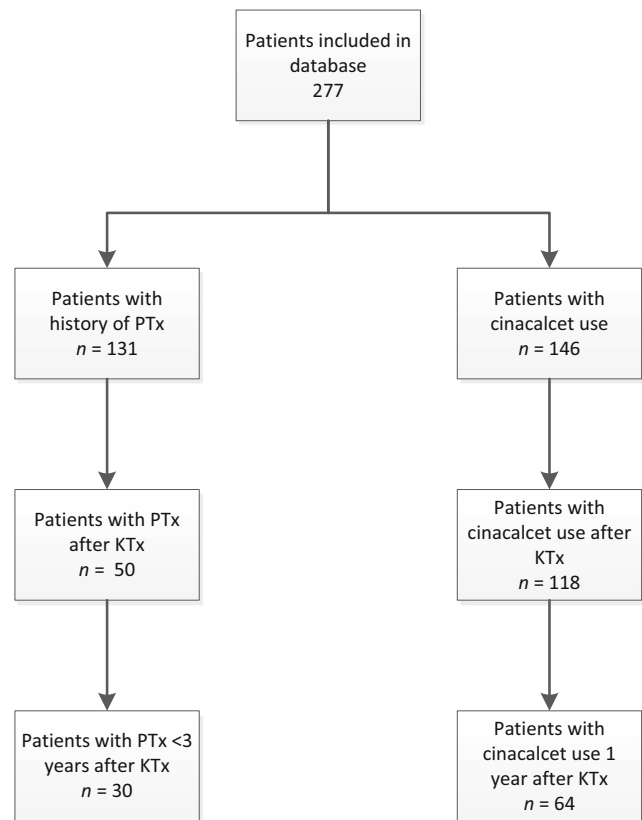 Patients included in
database
277
Patients with
history of PTx
n = 131
Patients with
cinacalcet use
n = 146
Patients with PTx
after KTx
n = 50
Patients with
cinacalcet use after
KTx
n = 118
Patients with PTx <3
years after KTx
n = 30
Patients with
cinacalcet use 1
year after KTx
n = 64